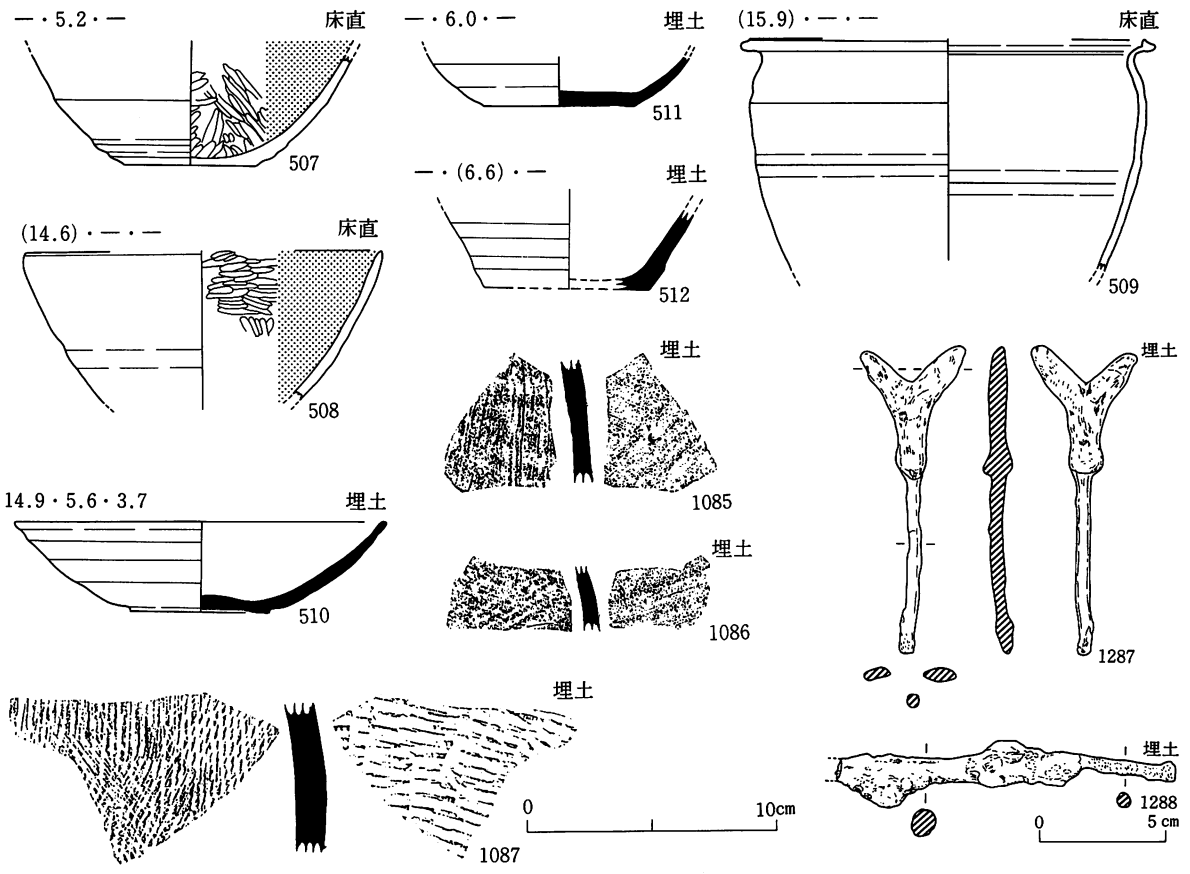 —・5.2・— 床直
507
—・6.0・— 埋土
511
(15.9)・—・— 床直
509
—・(6.6)・— 埋土
512
(14.6)・—・— 床直
508
埋土
1085
埋土
1287
14.9・5.6・3.7 埋土
510
埋土
1086
埋土
1087
0 10cm
埋土
1288
0 5cm